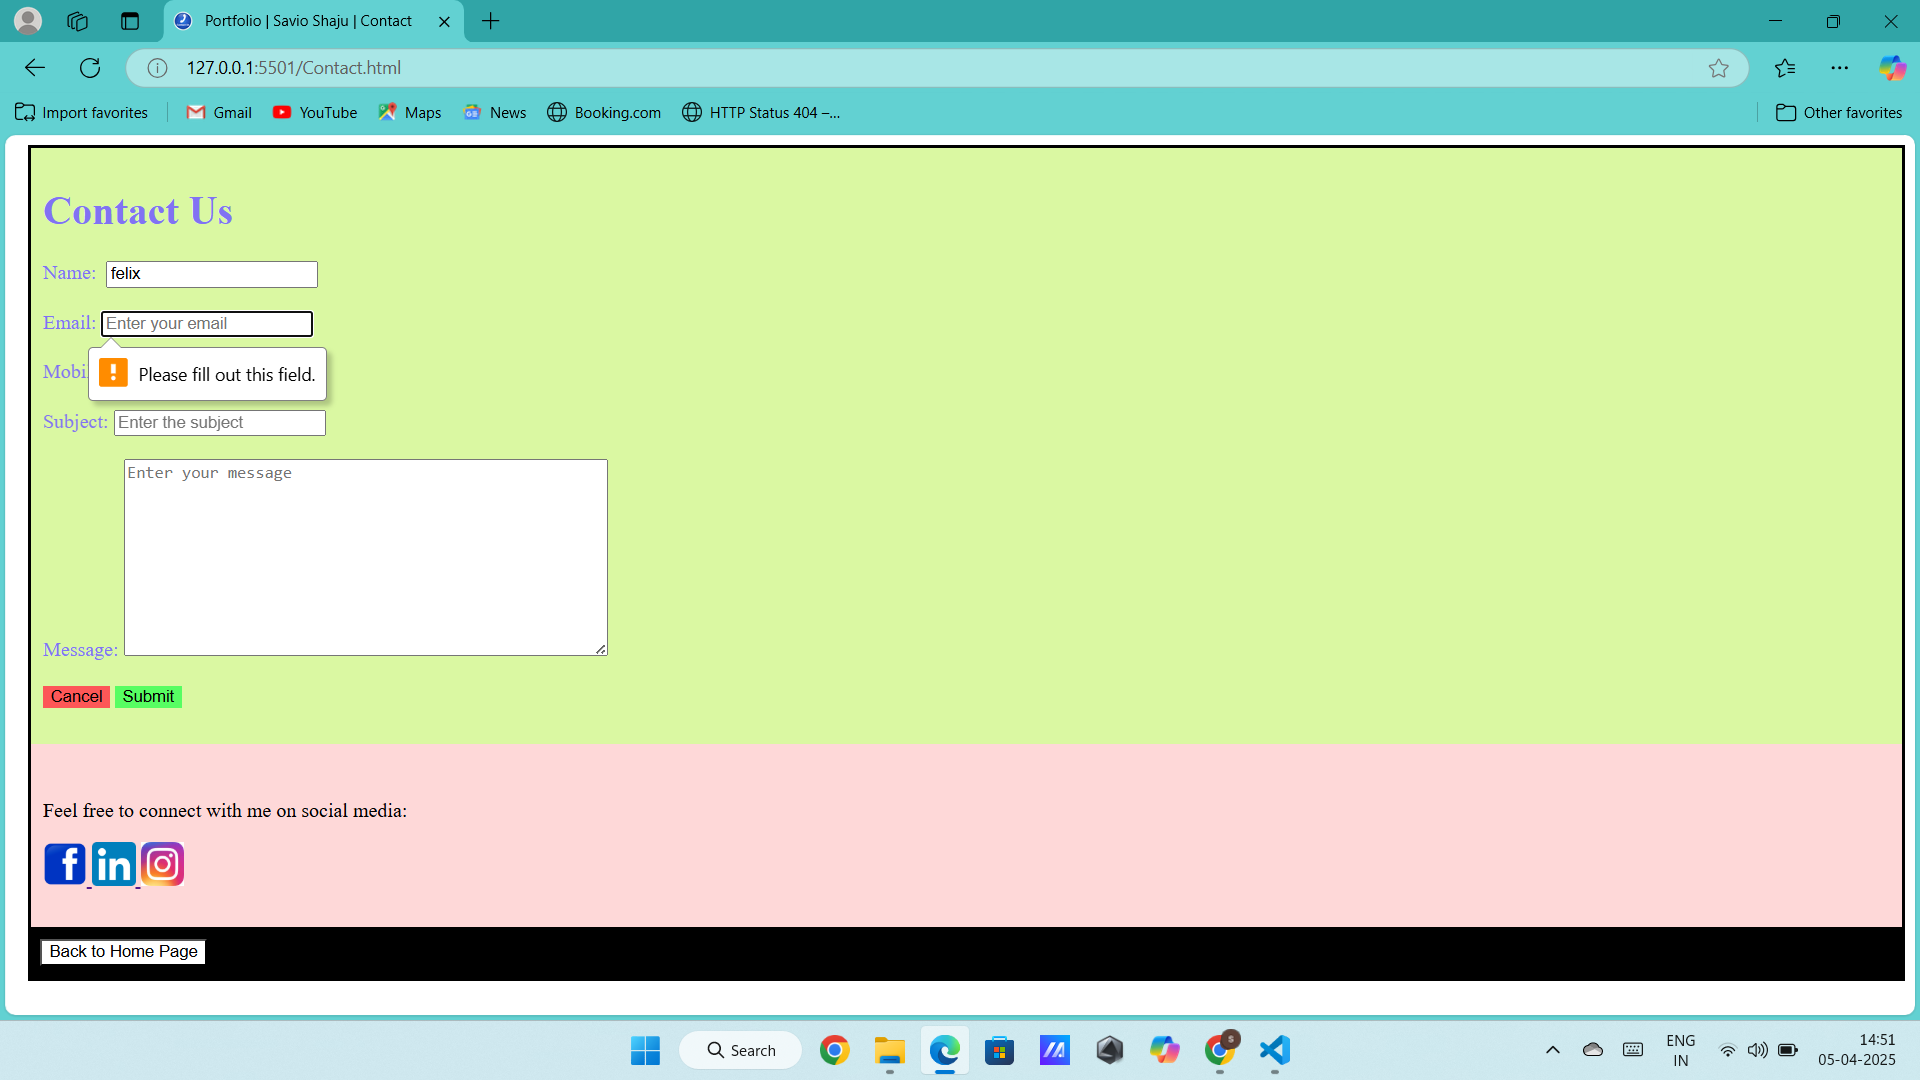 Portfolio | Savio Shaju | Contact
127.0.0.1:5501/Contact.html
Import favorites
Gmail
YouTube
Maps
News
Booking.com
HTTP Status 404 –...
Other favorites
Contact Us
Name: felix
Email: Enter your email
Please fill out this field.
Mobi
Subject: Enter the subject
Enter your message
Message:
Cancel Submit
Feel free to connect with me on social media:
Back to Home Page
Search
ENG
IN
14:51
05-04-2025